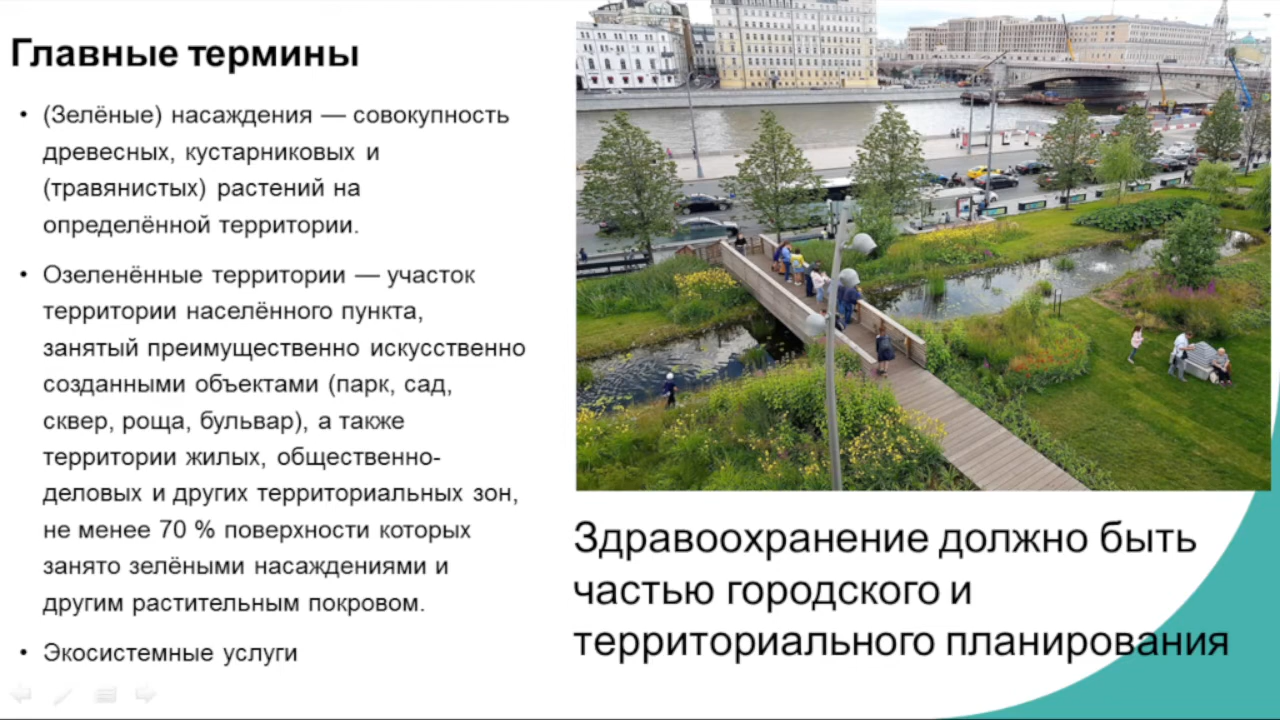 Главные термины
• (Зелёные) насаждения — совокупность
древесных, кустарниковых и
(травянистых) растений на
определённой территории.
• Озеленённые территории — участок
территории населённого пункта,
занятый преимущественно искусственно
созданными объектами (парк, сад,
сквер, роща, бульвар), а также
территории жилых, общественно-
деловых и других территориальных зон,
не менее 70 % поверхности которых
занято зелёными насаждениями и
другим растительным покровом.
• Экосистемные услуги
Здравоохранение должно быть
частью городского и
территориального планирования